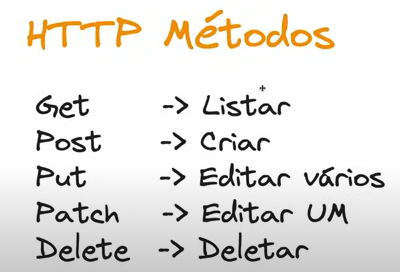 HTTP Métodos
Get -> Listar
Post -> Criar
Put -> Editar vários
Patch -> Editar UM
Delete -> Deletar